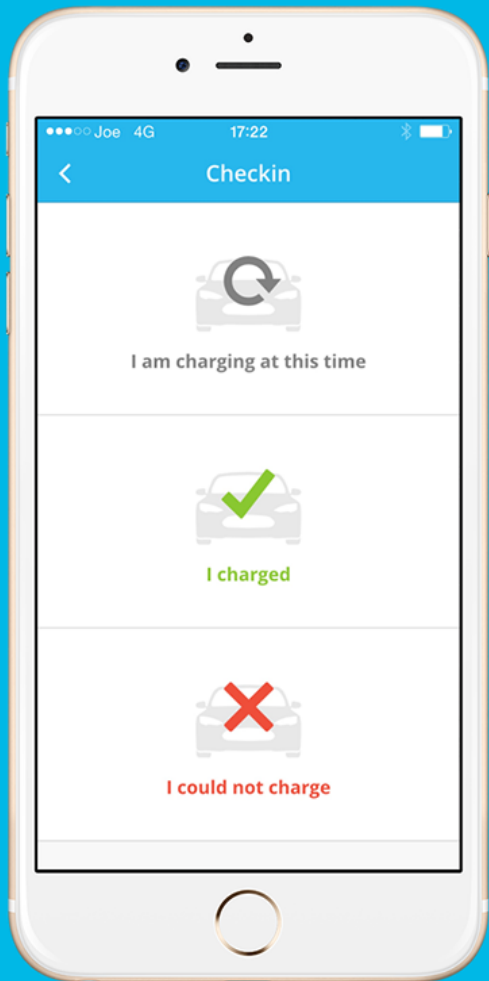 Joe 4G 17:22
Checkin
I am charging at this time
I charged
I could not charge